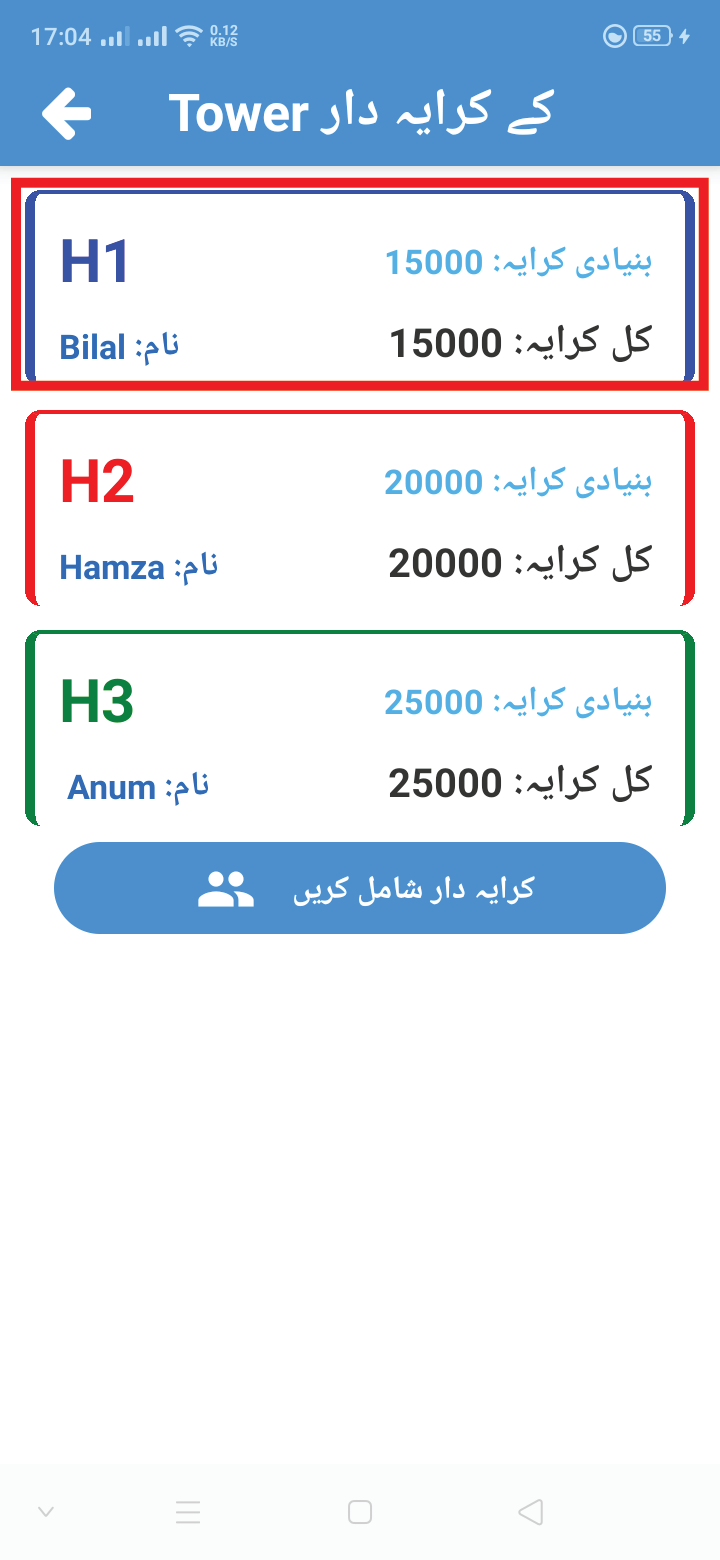 17:04 0.12 KB/S 55
Tower کے کرایہ دار
H1
بنیادی کرایہ: 15000
نام: Bilal
کل کرایہ: 15000
H2
بنیادی کرایہ: 20000
نام: Hamza
کل کرایہ: 20000
H3
بنیادی کرایہ: 25000
نام: Anum
کل کرایہ: 25000
کرایہ دار شامل کریں